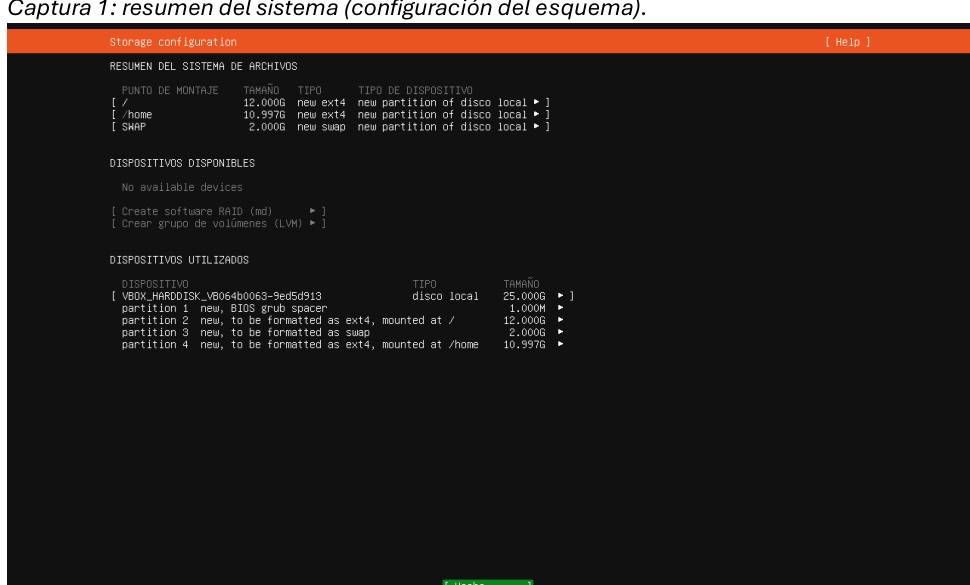 Captura 1: resumen del sistema (configuración del esquema).
Storage configuration [ Help ]
RESUMEN DEL SISTEMA DE ARCHIVOS
PUNTO DE MONTAJE TAMAÑO TIPO TIPO DE DISPOSITIVO
[ / 12.000G new ext4 new partition of disco local ▸ ]
[ /home 10.997G new ext4 new partition of disco local ▸ ]
[ SWAP 2.000G new swap new partition of disco local ▸ ]
DISPOSITIVOS DISPONIBLES
No available devices
[ Create software RAID (md) ▸ ]
[ Crear grupo de volúmenes (LVM) ▸ ]
DISPOSITIVOS UTILIZADOS
DISPOSITIVO TIPO TAMAÑO
[ VBOX_HARDDISK_VB064b0063-9ed5d913 disco local 25.000G ▸ ]
partition 1 new, BIOS grub spacer 1.000M ▸
partition 2 new, to be formatted as ext4, mounted at / 12.000G ▸
partition 3 new, to be formatted as swap 2.000G ▸
partition 4 new, to be formatted as ext4, mounted at /home 10.997G ▸
[ Hecho ]